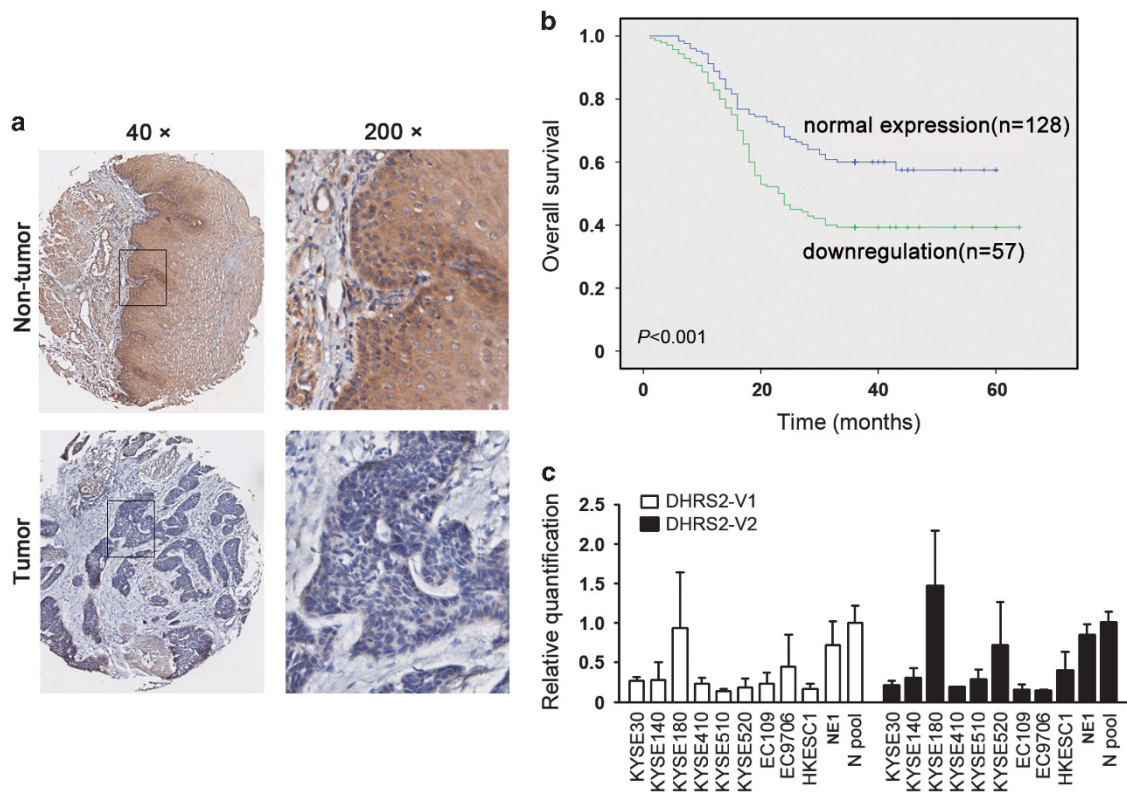 a
40 ×
200 ×
Non-tumor
Tumor
b
Overall survival
1.0
0.8
0.6
0.4
0.2
0
normal expression(n=128)
downregulation(n=57)
P<0.001
0
20
40
60
Time (months)
c
Relative quantification
2.5
2.0
1.5
1.0
0.5
0
DHRS2-V1
DHRS2-V2
KYSE30
KYSE140
KYSE180
KYSE410
KYSE510
KYSE520
EC109
EC9706
HKESC1
NE1
N pool
KYSE30
KYSE140
KYSE180
KYSE410
KYSE510
KYSE520
EC109
EC9706
HKESC1
NE1
N pool